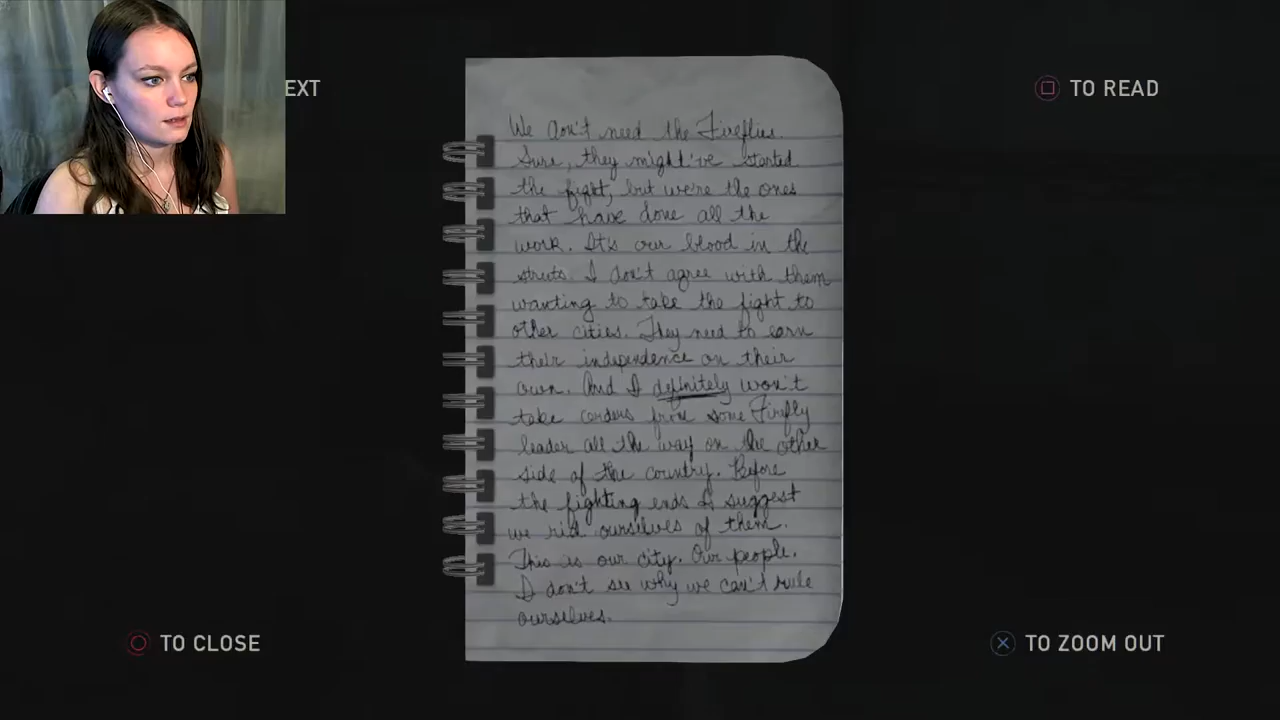 EXT
TO READ
We don't need the Fireflies.
Sure, they might've started
the fight, but we're the ones
that have done all the
work. It's our blood in the
streets. I don't agree with them
wanting to take the fight to
other cities. They need to earn
their independence on their
own. And I definitely won't
take orders from some Firefly
leader all the way on the other
side of the country. Before
the fighting ends I suggest
we rid ourselves of them.
This is our city. Our people.
I don't see why we can't rule
ourselves.
TO CLOSE
TO ZOOM OUT